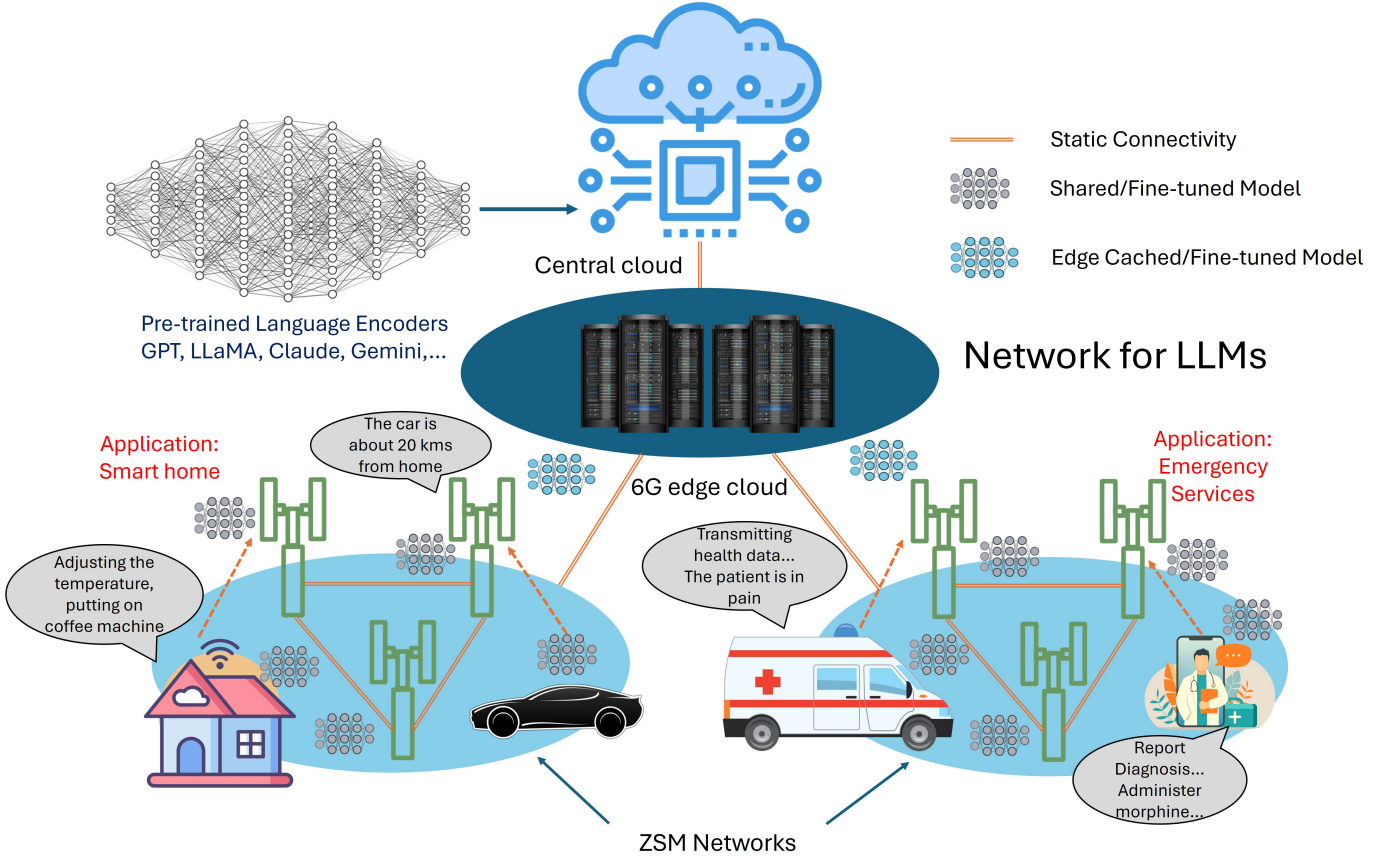 Static Connectivity
Shared/Fine-tuned Model
Edge Cached/Fine-tuned Model
Central cloud
Pre-trained Language Encoders
GPT, LLaMA, Claude, Gemini,...
Network for LLMs
Application:
Smart home
The car is
about 20 kms
from home
6G edge cloud
Application:
Emergency
Services
Adjusting the
temperature,
putting on
coffee machine
Transmitting
health data...
The patient is in
pain
Report
Diagnosis...
Administer
morphine...
ZSM Networks